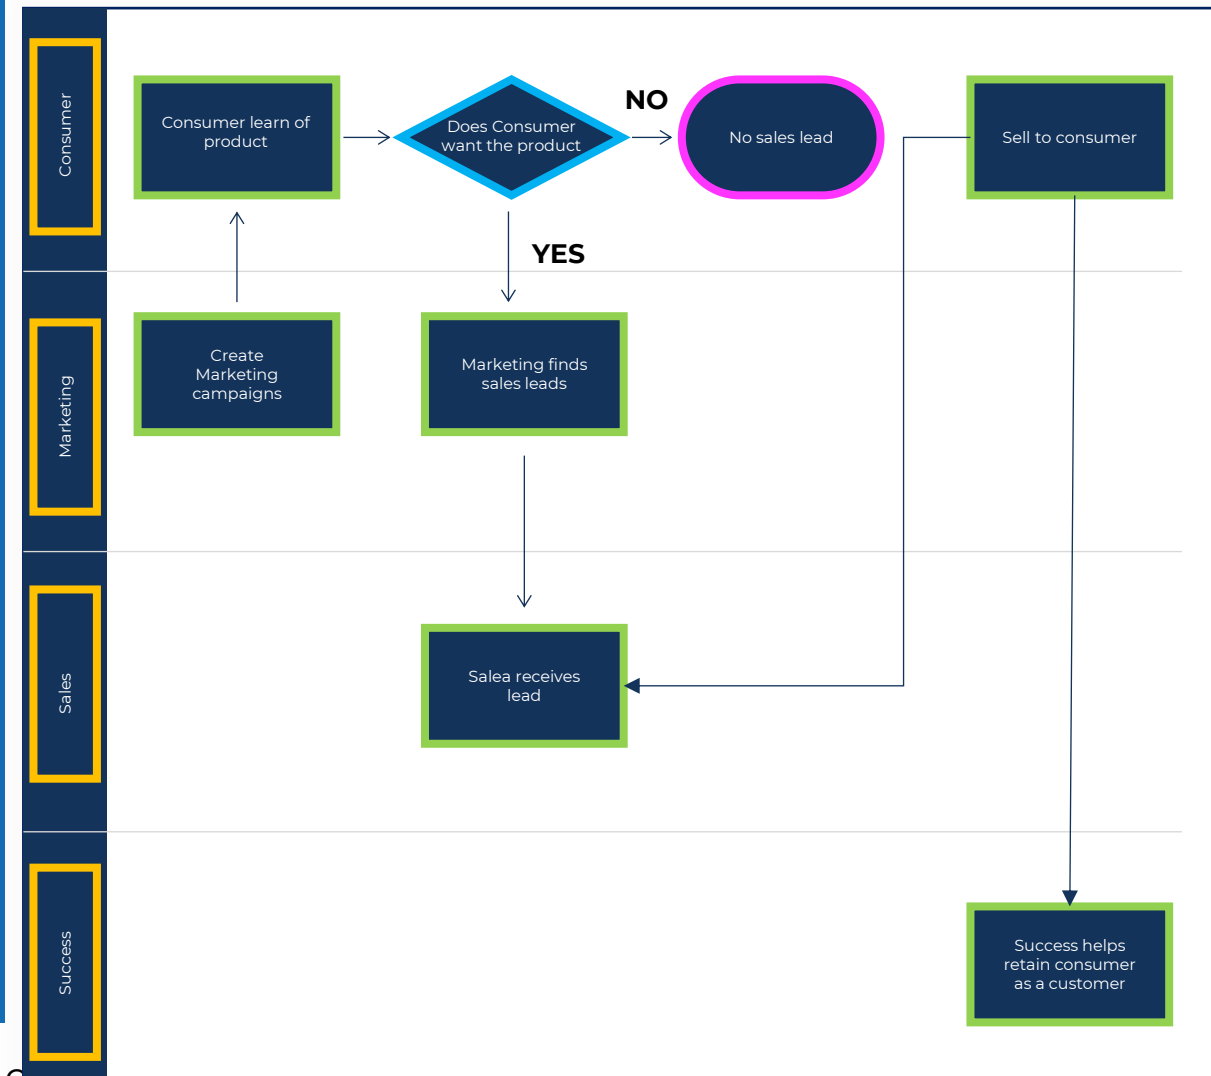 Consumer
Consumer learn of
product
Does Consumer
want the product
NO
No sales lead
Sell to consumer
YES
Marketing
Create
Marketing
campaigns
Marketing finds
sales leads
Sales
Salea receives
lead
Success
Success helps
retain consumer
as a customer